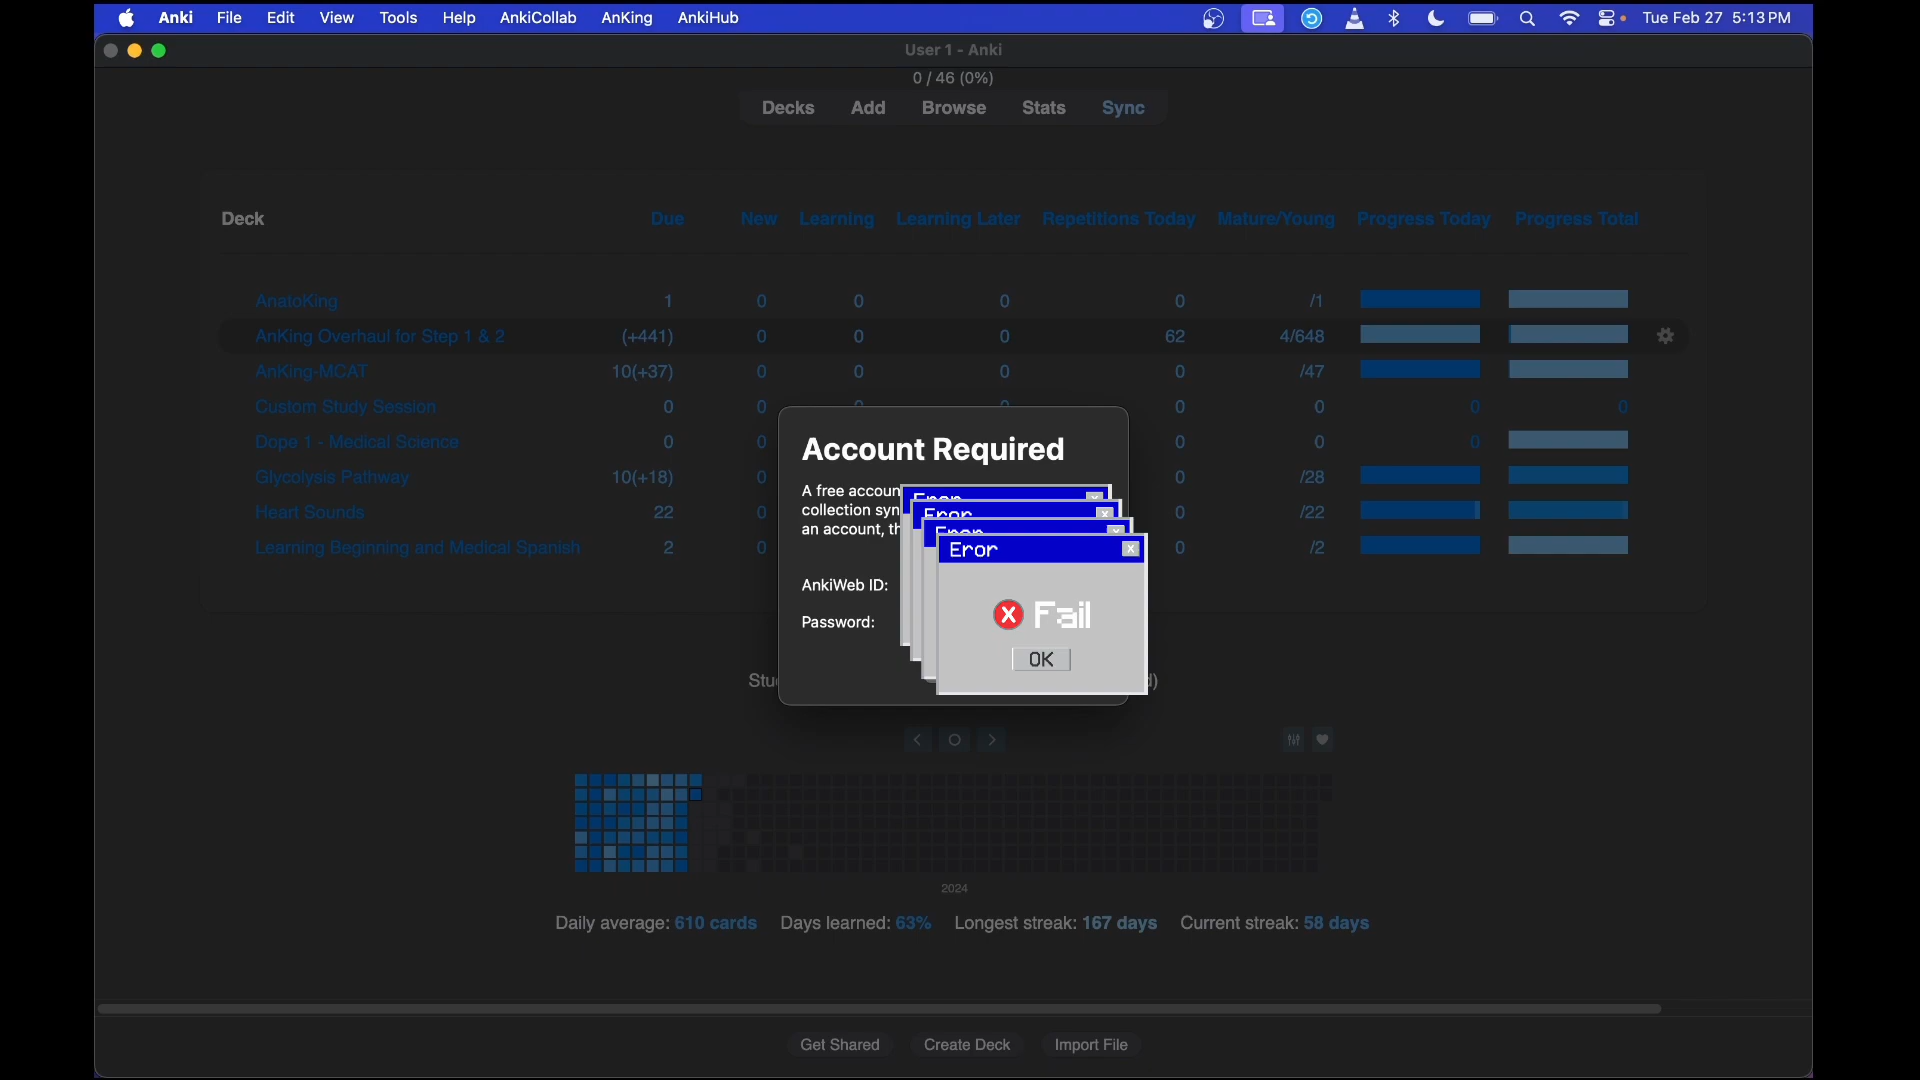 Anki File Edit View Tools Help AnkiCollab AnKing AnkiHub Tue Feb 27 5:13 PM
User 1 - Anki
0 / 46 (0%)
Decks Add Browse Stats Sync
Deck Due New Learning Learning Later Repetitions Today Mature/Young Progress Today Progress Total
AnatoKing 1 0 0 0 0 /1
AnKing Overhaul for Step 1 & 2 (+441) 0 0 0 62 4/648
AnKing-MCAT 10(+37) 0 0 0 0 /47
Custom Study Session 0 0 0 0 0 0
Dope 1 - Medical Science 0 0 0 0 0
Glycolysis Pathway 10(+18) 0 0 /28
Heart Sounds 22 0 0 /22
Learning Beginning and Medical Spanish 2 0 0 /2
Account Required
A free
collection
an account,
AnkiWeb ID:
Password:
Eror
Eror
Eror
Eror
X Fail
OK
2024
Daily average: 610 cards Days learned: 63% Longest streak: 167 days Current streak: 58 days
Get Shared Create Deck Import File